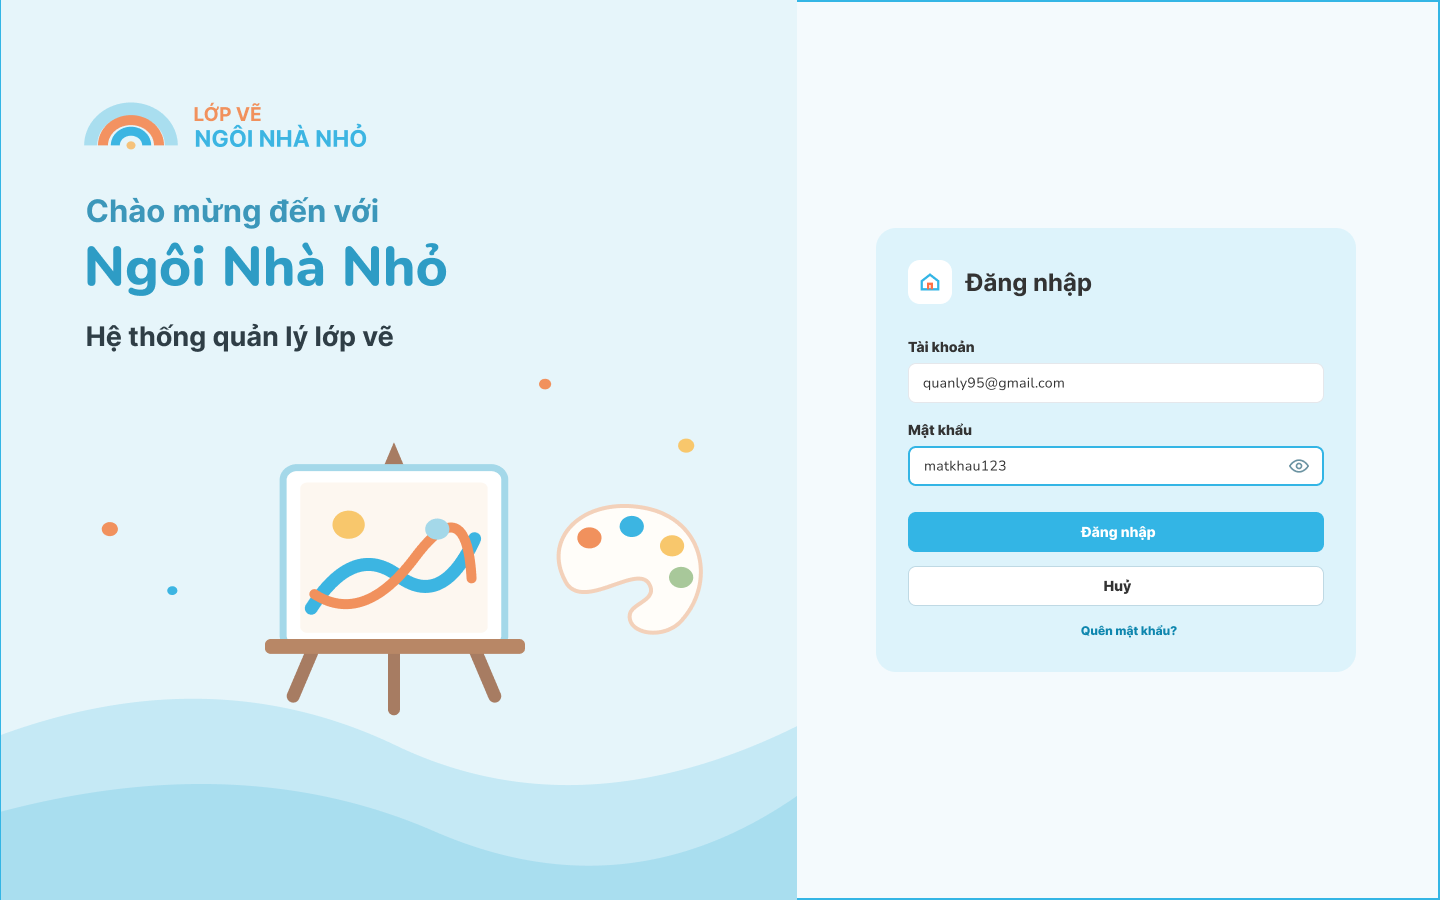 LỚP VẼ
NGÔI NHÀ NHỎ
Chào mừng đến với
Ngôi Nhà Nhỏ
Hệ thống quản lý lớp vẽ
Đăng nhập
Tài khoản
quanly95@gmail.com
Mật khẩu
matkhau123
Đăng nhập
Huỷ
Quên mật khẩu?